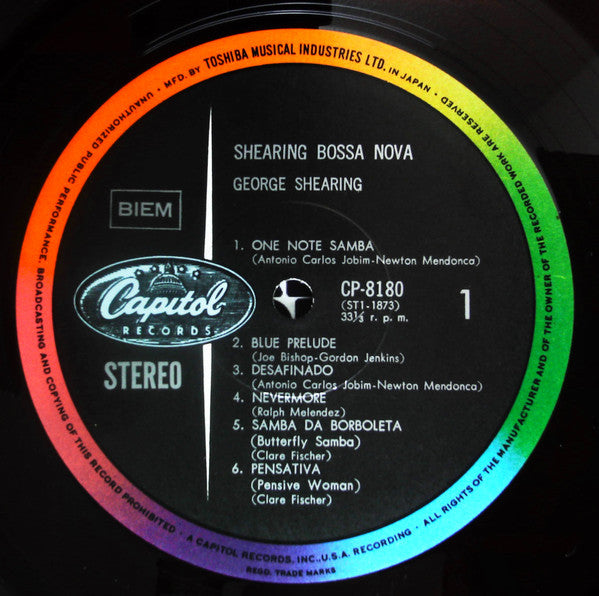 UNAUTHORIZED PUBLIC PERFORMANCE, BROADCASTING AND COPYING OF THIS RECORD PROHIBITED • A CAPITOL RECORDS, INC., U.S.A. RECORDING • ALL RIGHTS OF THE MANUFACTURER AND OF THE OWNER OF THE RECORDED WORK ARE RESERVED
• MFD. BY TOSHIBA MUSICAL INDUSTRIES LTD. IN JAPAN •
SHEARING BOSSA NOVA
GEORGE SHEARING
BIEM
1. ONE NOTE SAMBA
(Antonio Carlos Jobim-Newton Mendonca)
Capitol
RECORDS
CP-8180
(ST1-1873)
33⅓ r. p. m.
1
STEREO
2. BLUE PRELUDE
(Joe Bishop-Gordon Jenkins)
3. DESAFINADO
(Antonio Carlos Jobim-Newton Mendonca)
4. NEVERMORE
(Ralph Melendez)
5. SAMBA DA BORBOLETA
(Butterfly Samba)
(Clare Fischer)
6. PENSATIVA
(Pensive Woman)
(Clare Fischer)
REGD. TRADE MARKS